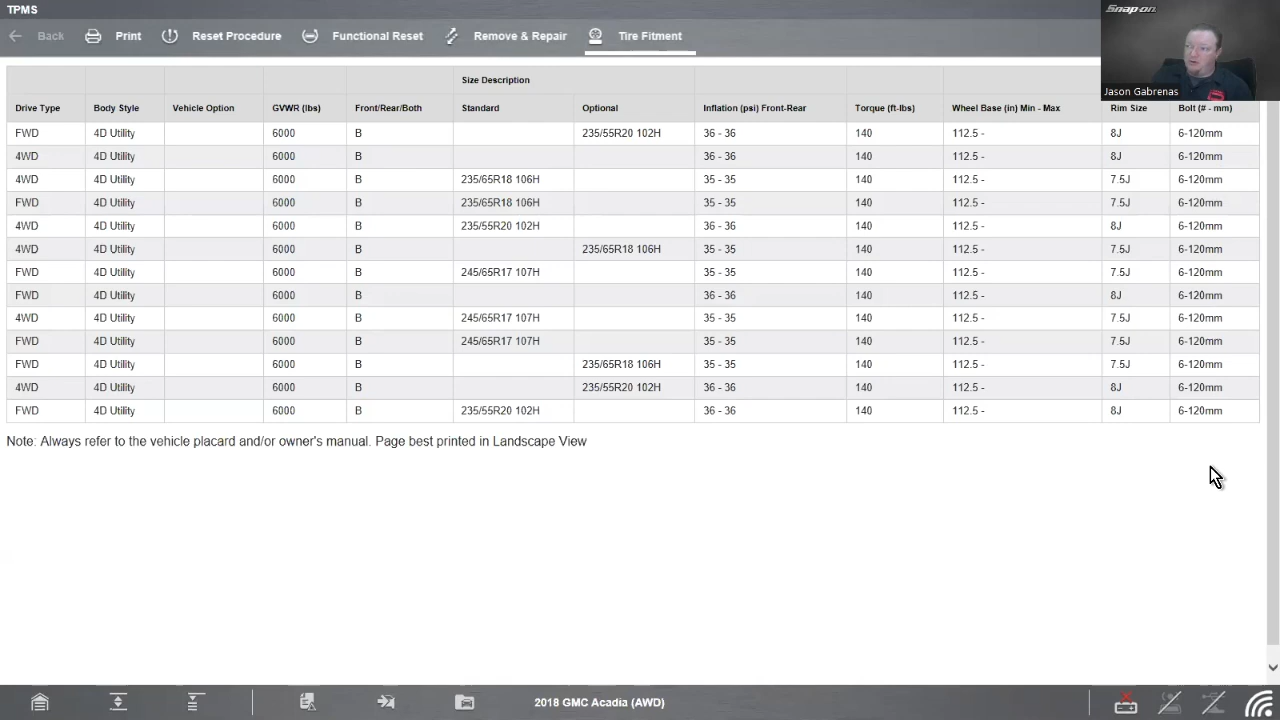 TPMS
Back Print Reset Procedure Functional Reset Remove & Repair Tire Fitment
Snap-on
Jason Gabrenas
Size Description
Drive Type Body Style Vehicle Option GVWR (lbs) Front/Rear/Both Standard Optional Inflation (psi) Front-Rear Torque (ft-lbs) Wheel Base (in) Min - Max Rim Size Bolt (# - mm)
FWD 4D Utility 6000 B 235/55R20 102H 36 - 36 140 112.5 - 8J 6-120mm
4WD 4D Utility 6000 B 36 - 36 140 112.5 - 8J 6-120mm
4WD 4D Utility 6000 B 235/65R18 106H 35 - 35 140 112.5 - 7.5J 6-120mm
FWD 4D Utility 6000 B 235/65R18 106H 35 - 35 140 112.5 - 7.5J 6-120mm
4WD 4D Utility 6000 B 235/55R20 102H 36 - 36 140 112.5 - 8J 6-120mm
4WD 4D Utility 6000 B 235/65R18 106H 35 - 35 140 112.5 - 7.5J 6-120mm
FWD 4D Utility 6000 B 245/65R17 107H 35 - 35 140 112.5 - 7.5J 6-120mm
FWD 4D Utility 6000 B 36 - 36 140 112.5 - 8J 6-120mm
4WD 4D Utility 6000 B 245/65R17 107H 35 - 35 140 112.5 - 7.5J 6-120mm
FWD 4D Utility 6000 B 245/65R17 107H 35 - 35 140 112.5 - 7.5J 6-120mm
FWD 4D Utility 6000 B 235/65R18 106H 35 - 35 140 112.5 - 7.5J 6-120mm
4WD 4D Utility 6000 B 235/55R20 102H 36 - 36 140 112.5 - 8J 6-120mm
FWD 4D Utility 6000 B 235/55R20 102H 36 - 36 140 112.5 - 8J 6-120mm
Note: Always refer to the vehicle placard and/or owner's manual. Page best printed in Landscape View
2018 GMC Acadia (AWD)